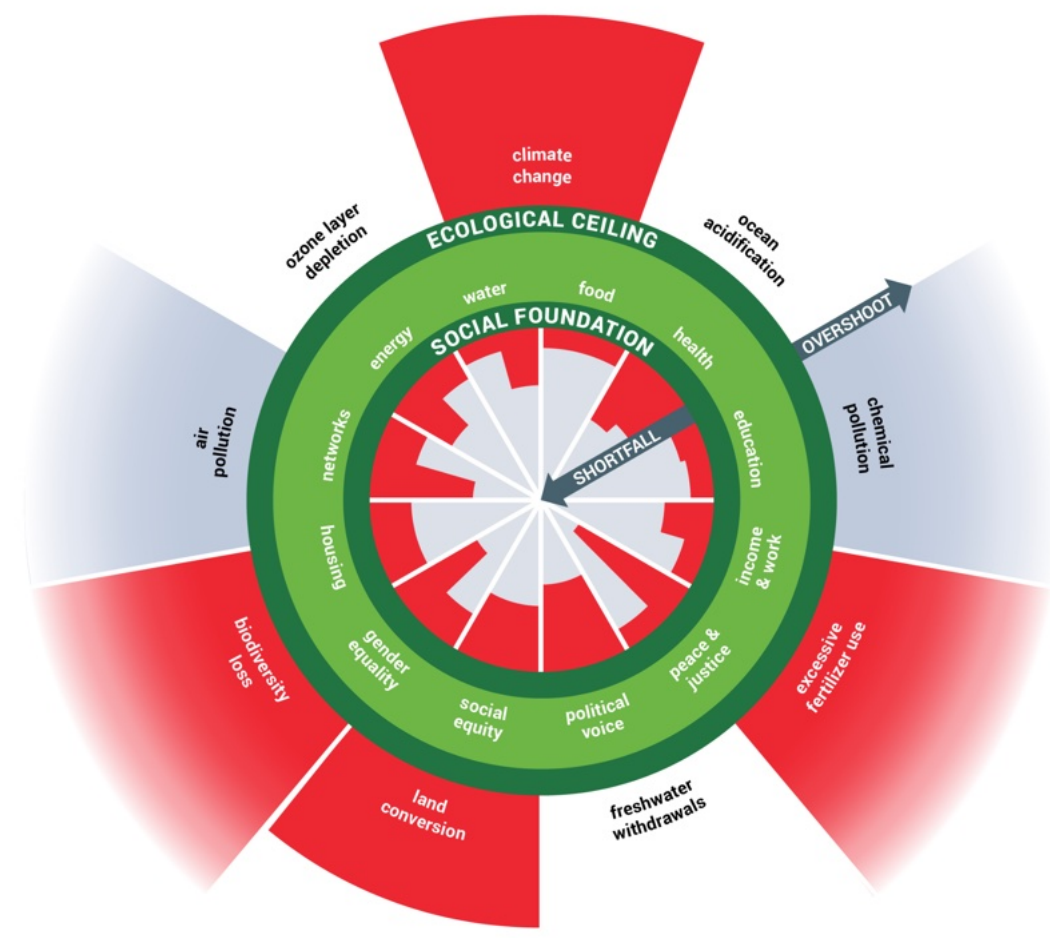 climate
change
ozone layer
depletion
ocean
acidification
ECOLOGICAL CEILING
water
food
energy
SOCIAL FOUNDATION
health
OVERSHOOT
networks
SHORTFALL
education
air
pollution
chemical
pollution
housing
income
& work
biodiversity
loss
gender
equality
peace &
justice
excessive
fertilizer use
social
equity
political
voice
land
conversion
freshwater
withdrawals